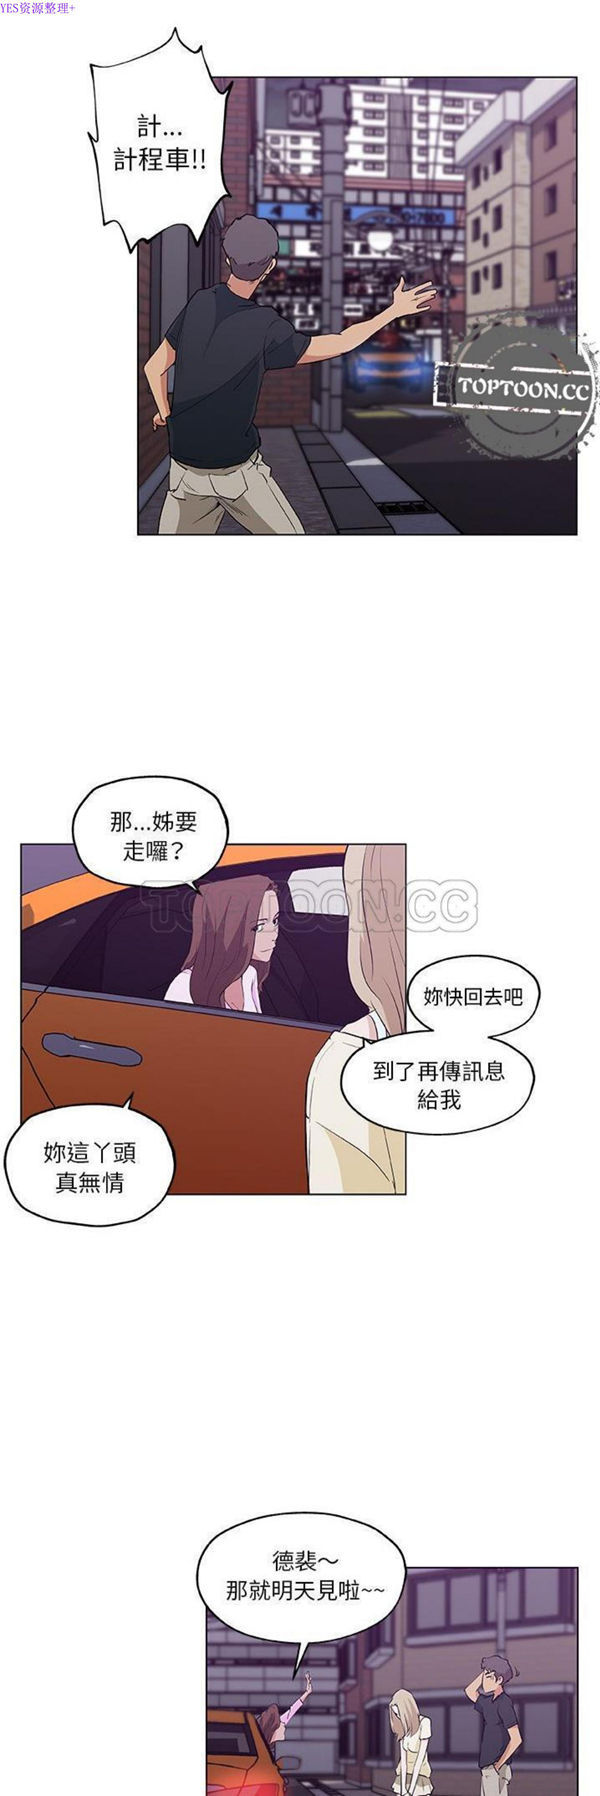 YES资源整理+
計...
計程車!!
TOPTOON.CC
那...姊要
走囉？
TOPTOON.CC
妳快回去吧
到了再傳訊息
給我
妳這丫頭
真無情
德裴～
那就明天見啦~~